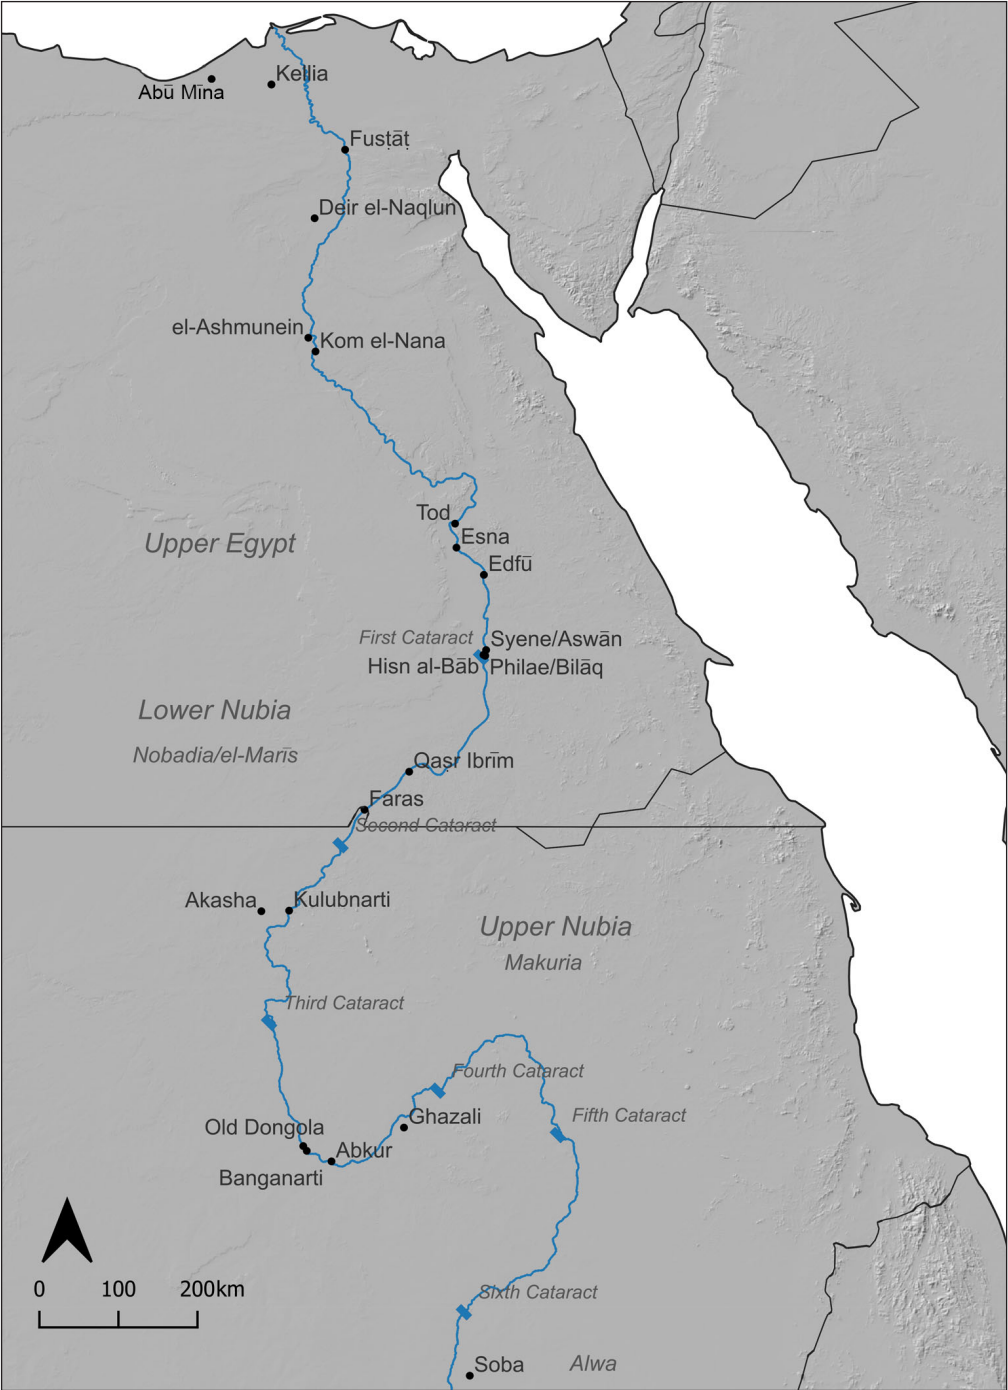 Kellia
Abū Mīna
Fusṭāṭ
Deir el-Naqlun
el-Ashmunein
Kom el-Nana
Tod
Esna
Upper Egypt
Edfū
First Cataract
Syene/Aswān
Hisn al-Bāb
Philae/Bilāq
Lower Nubia
Nobadia/el-Marīs
Qaṣr Ibrīm
Faras
Second Cataract
Akasha
Kulubnarti
Upper Nubia
Makuria
Third Cataract
Fourth Cataract
Fifth Cataract
Ghazali
Old Dongola
Abkur
Banganarti
0 100 200km
Sixth Cataract
Soba
Alwa